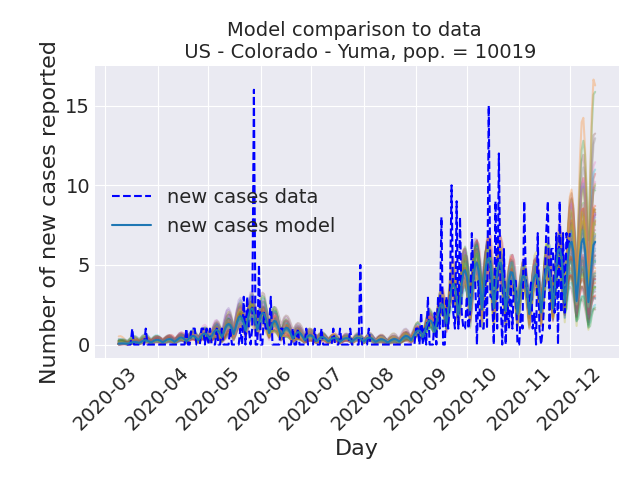 Model comparison to data
US - Colorado - Yuma, pop. = 10019
Number of new cases reported
15
10
5
0
new cases data
new cases model
2020-03
2020-04
2020-05
2020-06
2020-07
2020-08
2020-09
2020-10
2020-11
2020-12
Day